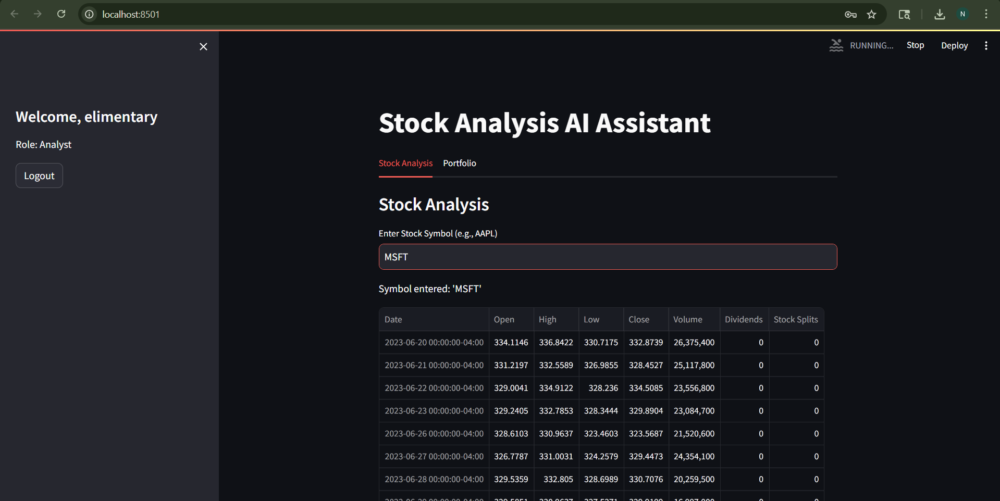 localhost:8501
N
RUNNING...
Stop
Deploy
Welcome, elimentary
Role: Analyst
Logout
Stock Analysis AI Assistant
Stock Analysis Portfolio
Stock Analysis
Enter Stock Symbol (e.g., AAPL)
MSFT
Symbol entered: 'MSFT'
Date Open High Low Close Volume Dividends Stock Splits
2023-06-20 00:00:00-04:00 334.1146 336.8422 330.7175 332.8739 26,375,400 0 0
2023-06-21 00:00:00-04:00 331.2197 332.5589 326.9855 328.4527 25,117,800 0 0
2023-06-22 00:00:00-04:00 329.0041 334.9122 328.236 334.5085 23,556,800 0 0
2023-06-23 00:00:00-04:00 329.2405 332.7853 328.3444 329.8904 23,084,700 0 0
2023-06-26 00:00:00-04:00 328.6103 330.9637 323.4603 323.5687 21,520,600 0 0
2023-06-27 00:00:00-04:00 326.7787 331.0031 324.2579 329.4473 24,354,100 0 0
2023-06-28 00:00:00-04:00 329.5359 332.805 328.6989 330.7076 20,259,500 0 0